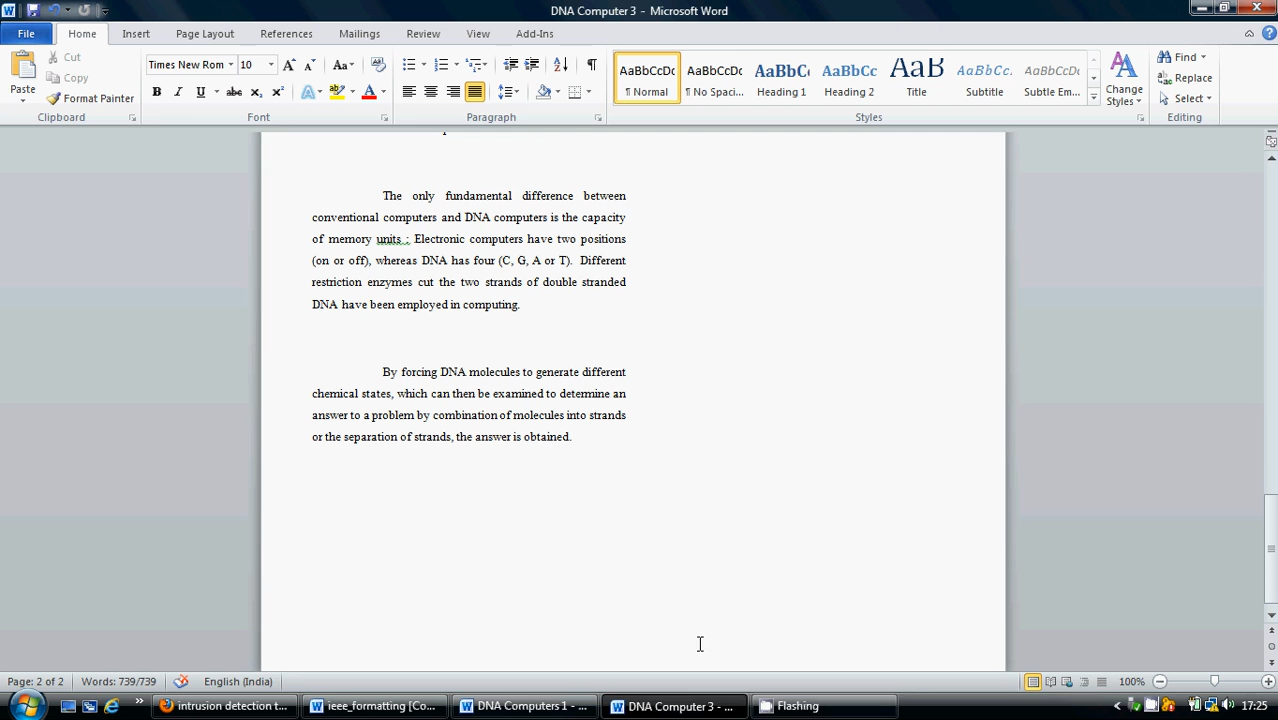 DNA Computer 3 - Microsoft Word
File Home Insert Page Layout References Mailings Review View Add-Ins
Paste
Cut
Copy
Format Painter
Clipboard
Times New Rom 10
Font
Paragraph
AaBbCcDc AaBbCcDc AaBbC AaBbCc AaB AaBbCc. AaBbCcDc
¶ Normal ¶ No Spaci... Heading 1 Heading 2 Title Subtitle Subtle Em...
Styles
Change Styles
Find
Replace
Select
Editing
The only fundamental difference between
conventional computers and DNA computers is the capacity
of memory units : Electronic computers have two positions
(on or off), whereas DNA has four (C, G, A or T). Different
restriction enzymes cut the two strands of double stranded
DNA have been employed in computing.
By forcing DNA molecules to generate different
chemical states, which can then be examined to determine an
answer to a problem by combination of molecules into strands
or the separation of strands, the answer is obtained.
Page: 2 of 2 Words: 739/739 English (India) 100%
intrusion detection t... ieee_formatting [Co... DNA Computers 1 - ... DNA Computer 3 - ... Flashing 17:25